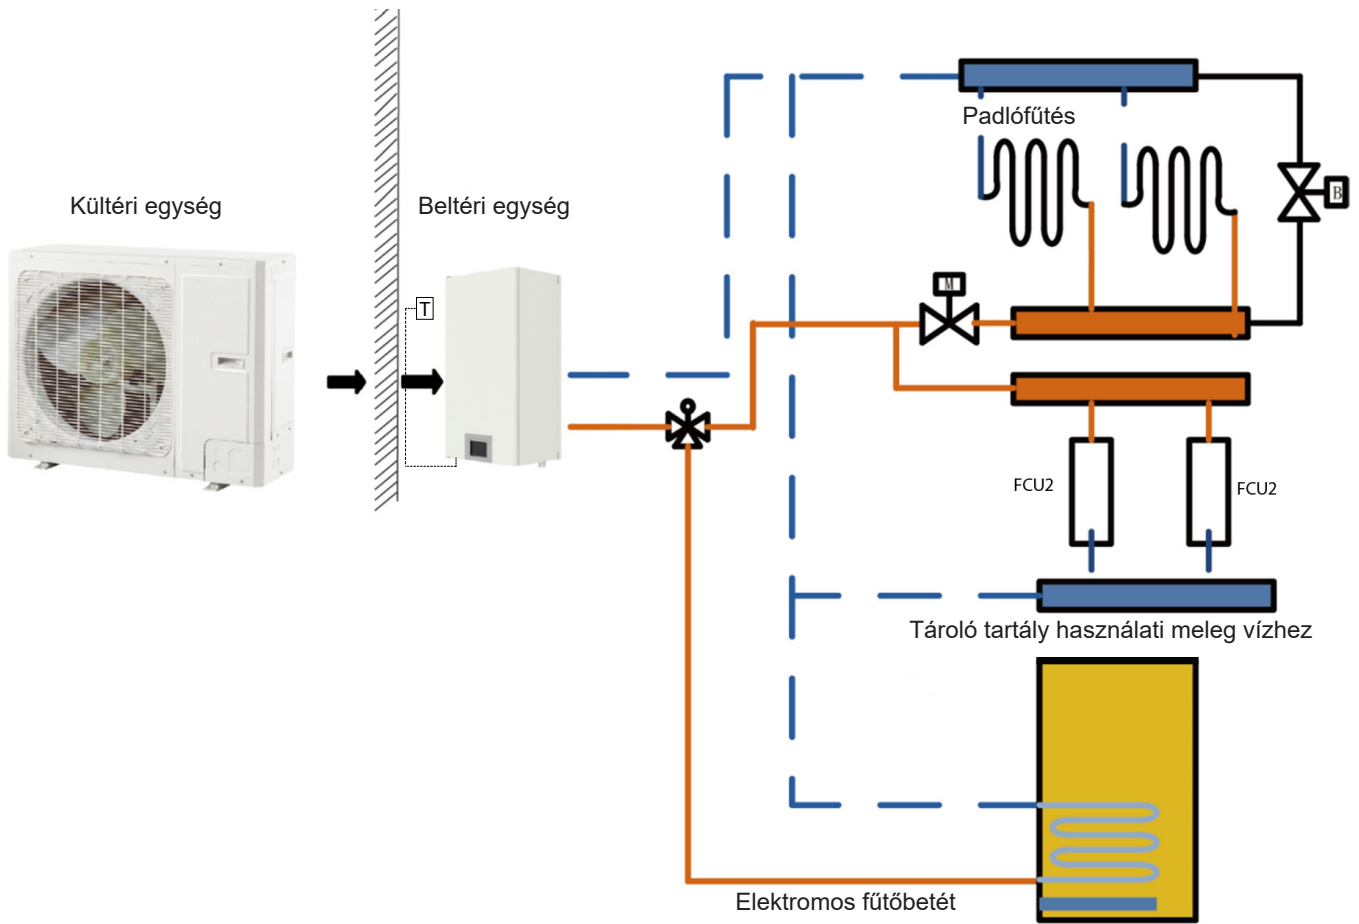 Padlófűtés
Kültéri egység
Beltéri egység
B
M
T
FCU2
FCU2
Tároló tartály használati meleg vízhez
Elektromos fűtőbetét